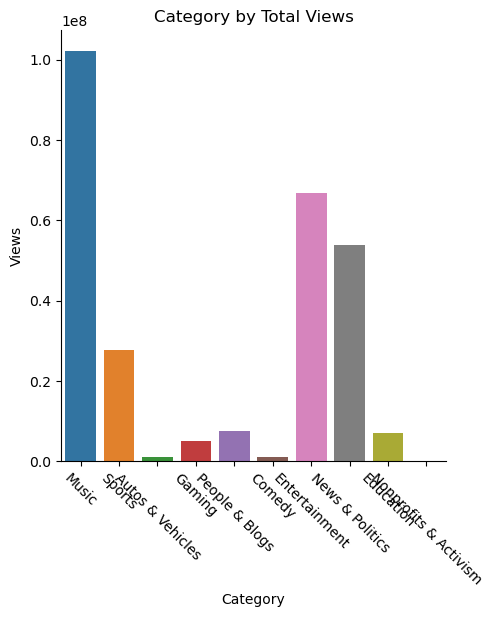 Category by Total Views
1e8
1.0
0.8
0.6
0.4
0.2
0.0
Views
Music
Sports
Autos & Vehicles
Gaming
People & Blogs
Comedy
Entertainment
News & Politics
Education
Nonprofits & Activism
Category